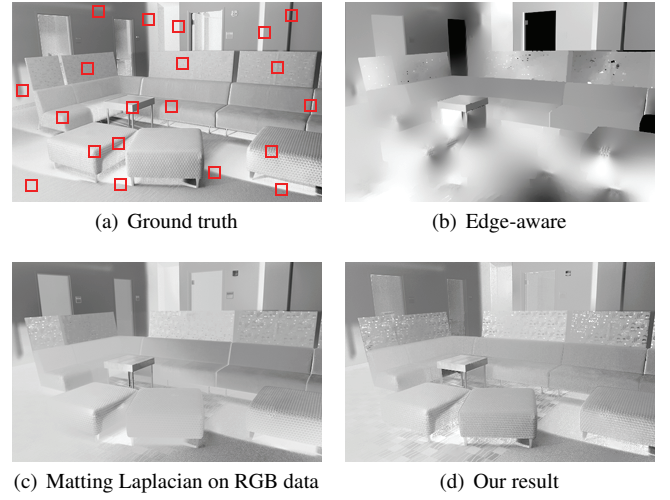 (a) Ground truth
(b) Edge-aware
(c) Matting Laplacian on RGB data
(d) Our result